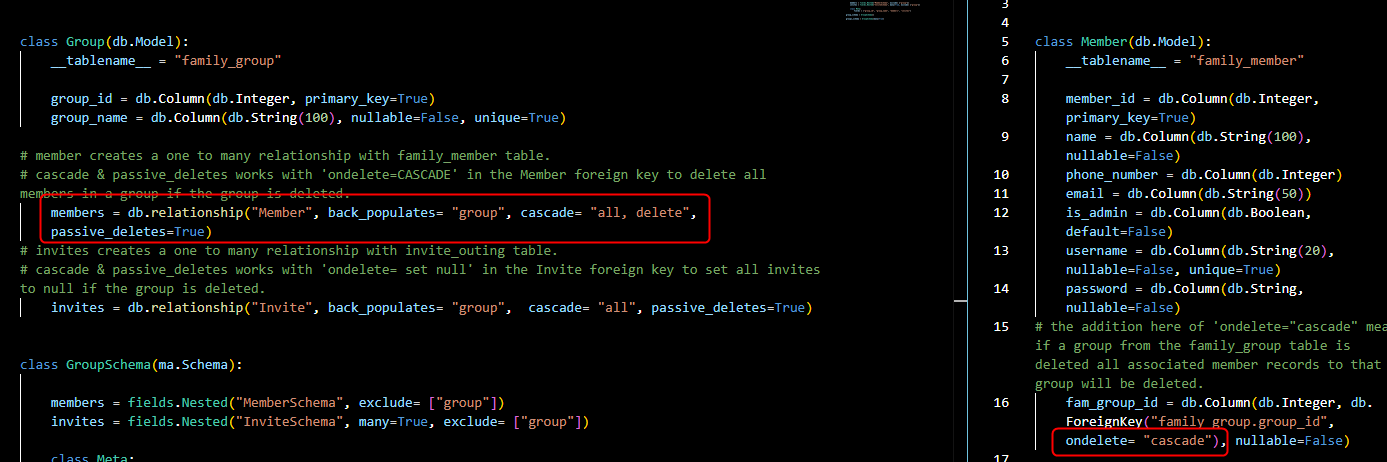 class Group(db.Model):
__tablename__ = "family_group"
group_id = db.Column(db.Integer, primary_key=True)
group_name = db.Column(db.String(100), nullable=False, unique=True)
# member creates a one to many relationship with family_member table.
# cascade & passive_deletes works with 'ondelete=CASCADE' in the Member foreign key to delete all
members in a group if the group is deleted.
members = db.relationship("Member", back_populates= "group", cascade= "all, delete",
passive_deletes=True)
# invites creates a one to many relationship with invite_outing table.
# cascade & passive_deletes works with 'ondelete= set null' in the Invite foreign key to set all invites
to null if the group is deleted.
invites = db.relationship("Invite", back_populates= "group",  cascade= "all", passive_deletes=True)
class GroupSchema(ma.Schema):
members = fields.Nested("MemberSchema", exclude= ["group"])
invites = fields.Nested("InviteSchema", many=True, exclude= ["group"])
class Meta:
3
4
5 class Member(db.Model):
6 __tablename__ = "family_member"
7
8 member_id = db.Column(db.Integer,
primary_key=True)
9 name = db.Column(db.String(100),
nullable=False)
10 phone_number = db.Column(db.Integer)
11 email = db.Column(db.String(50))
12 is_admin = db.Column(db.Boolean,
default=False)
13 username = db.Column(db.String(20),
nullable=False, unique=True)
14 password = db.Column(db.String,
nullable=False)
15 # the addition here of 'ondelete="cascade" mea
if a group from the family_group table is
deleted all associated member records to that
group will be deleted.
16 fam_group_id = db.Column(db.Integer, db.
ForeignKey("family_group.group_id",
ondelete= "cascade"), nullable=False)
17